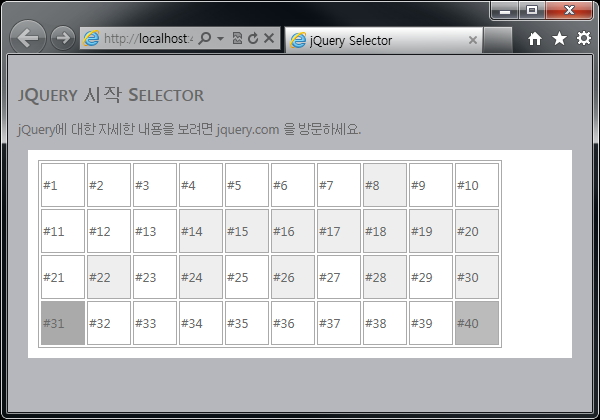 http://localhost:
jQuery Selector
jQuery 시작 Selector
jQuery에 대한 자세한 내용을 보려면 jquery.com 을 방문하세요.
#1 #2 #3 #4 #5 #6 #7 #8 #9 #10
#11 #12 #13 #14 #15 #16 #17 #18 #19 #20
#21 #22 #23 #24 #25 #26 #27 #28 #29 #30
#31 #32 #33 #34 #35 #36 #37 #38 #39 #40